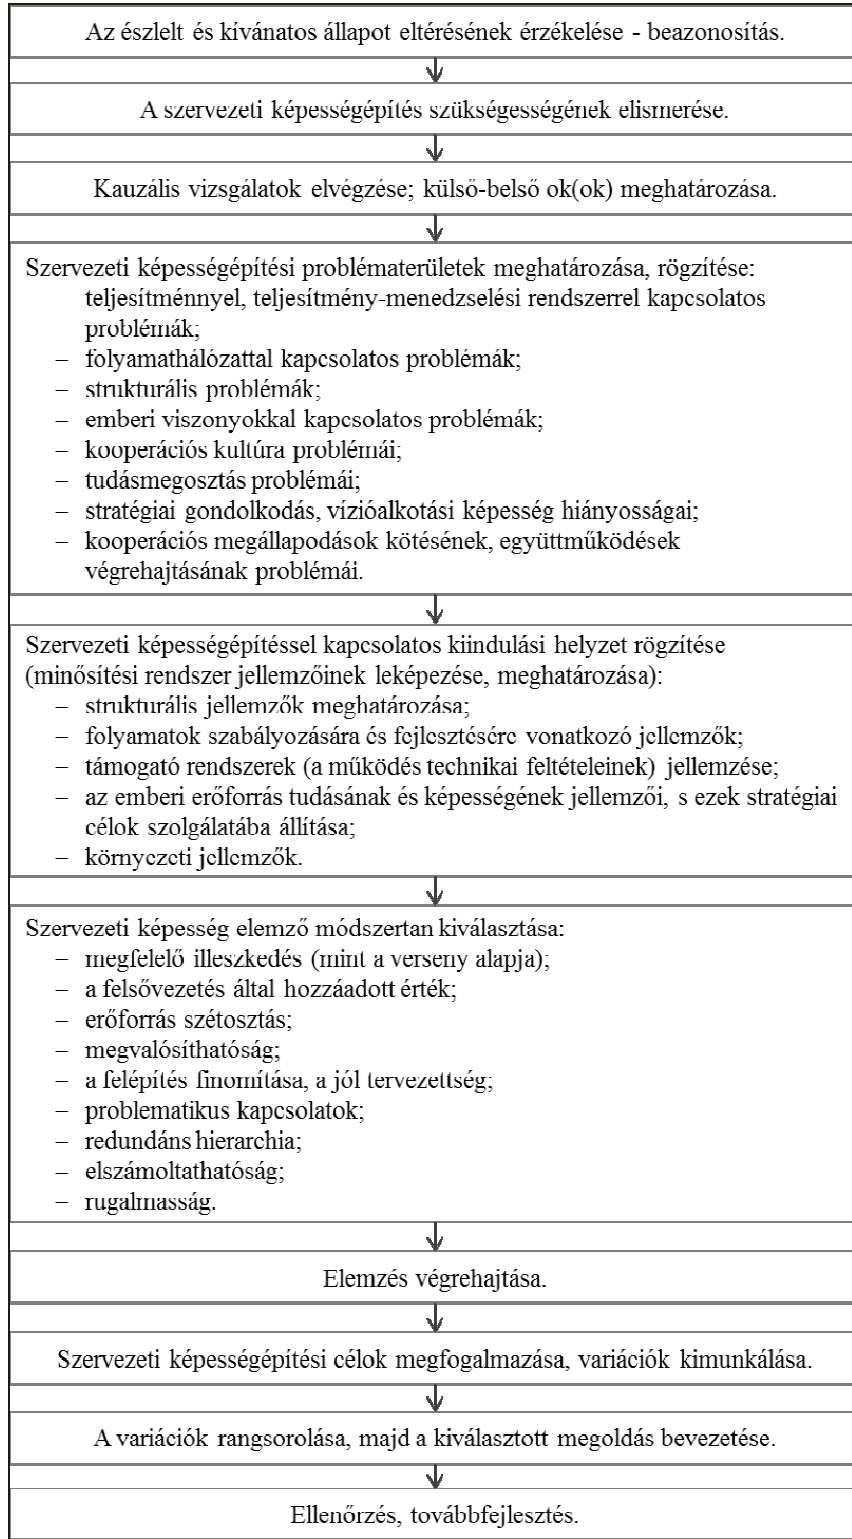 Az észlelt és kívánatos állapot eltérésének érzékelése - beazonosítás.
A szervezeti képességépítés szükségességének elismerése.
Kauzális vizsgálatok elvégzése; külső-belső ok(ok) meghatározása.
Szervezeti képességépítési problématerületek meghatározása, rögzítése:
teljesítménnyel, teljesítmény-menedzselési rendszerrel kapcsolatos
problémák;
– folyamathálózattal kapcsolatos problémák;
– strukturális problémák;
– emberi viszonyokkal kapcsolatos problémák;
– kooperációs kultúra problémái;
– tudásmegosztás problémái;
– stratégiai gondolkodás, vízióalkotási képesség hiányosságai;
– kooperációs megállapodások kötésének, együttműködések
végrehajtásának problémái.
Szervezeti képességépítéssel kapcsolatos kiindulási helyzet rögzítése
(minősítési rendszer jellemzőinek leképezése, meghatározása):
– strukturális jellemzők meghatározása;
– folyamatok szabályozására és fejlesztésére vonatkozó jellemzők;
– támogató rendszerek (a működés technikai feltételeinek) jellemzése;
– az emberi erőforrás tudásának és képességének jellemzői, s ezek stratégiai
célok szolgálatába állítása;
– környezeti jellemzők.
Szervezeti képesség elemző módszertan kiválasztása:
– megfelelő illeszkedés (mint a verseny alapja);
– a felsővezetés által hozzáadott érték;
– erőforrás szétosztás;
– megvalósíthatóság;
– a felépítés finomítása, a jól tervezettség;
– problematikus kapcsolatok;
– redundáns hierarchia;
– elszámoltathatóság;
– rugalmasság.
Elemzés végrehajtása.
Szervezeti képességépítési célok megfogalmazása, variációk kimunkálása.
A variációk rangsorolása, majd a kiválasztott megoldás bevezetése.
Ellenőrzés, továbbfejlesztés.